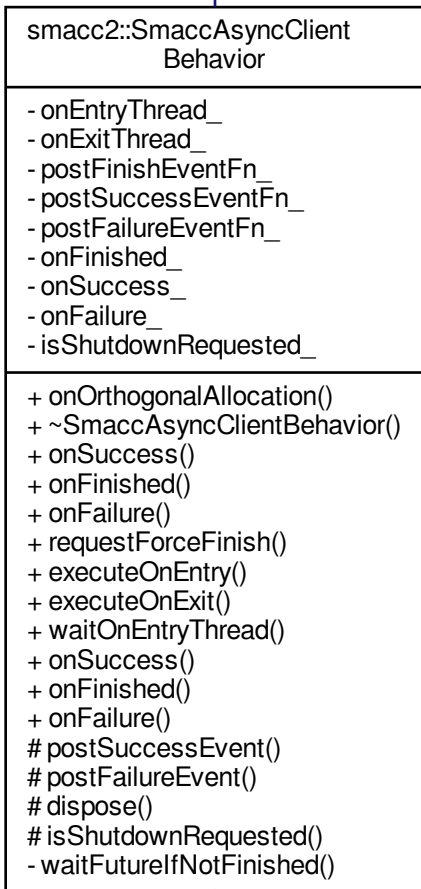 smacc2::SmaccAsyncClient
Behavior
- onEntryThread_
- onExitThread_
- postFinishEventFn_
- postSuccessEventFn_
- postFailureEventFn_
- onFinished_
- onSuccess_
- onFailure_
- isShutdownRequested_
+ onOrthogonalAllocation()
+ ~SmaccAsyncClientBehavior()
+ onSuccess()
+ onFinished()
+ onFailure()
+ requestForceFinish()
+ executeOnEntry()
+ executeOnExit()
+ waitOnEntryThread()
+ onSuccess()
+ onFinished()
+ onFailure()
# postSuccessEvent()
# postFailureEvent()
# dispose()
# isShutdownRequested()
- waitFutureIfNotFinished()